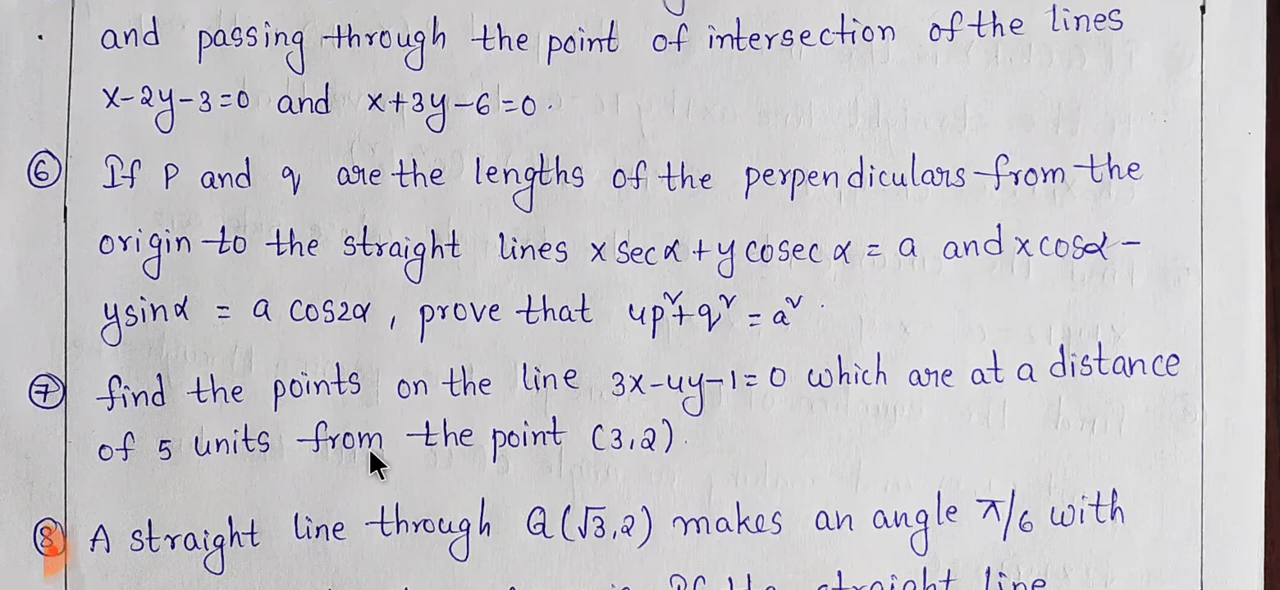 and passing through the point of intersection of the lines
x-2y-3=0 and x+3y-6=0.
⑥ If P and q are the lengths of the perpendiculars from the
origin to the straight lines x sec α + y cosec α = a and x cosα -
ysinα = a cos2α, prove that 4p²+q² = a².
⑦ find the points on the line 3x-4y-1=0 which are at a distance
of 5 units from the point (3,2).
⑧ A straight line through Q(√3,2) makes an angle π/6 with
straight line